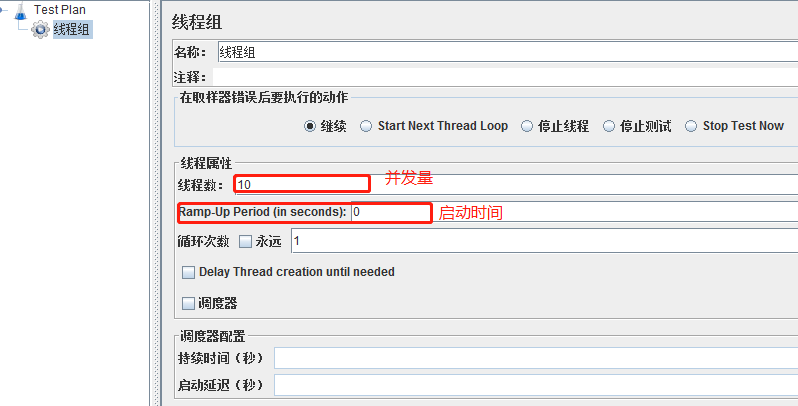 Test Plan
线程组
线程组
名称： 线程组
注释：
在取样器错误后要执行的动作
继续 Start Next Thread Loop 停止线程 停止测试 Stop Test Now
线程属性
线程数： 10 并发量
Ramp-Up Period (in seconds): 0 启动时间
循环次数 永远 1
Delay Thread creation until needed
调度器
调度器配置
持续时间（秒）
启动延迟（秒）